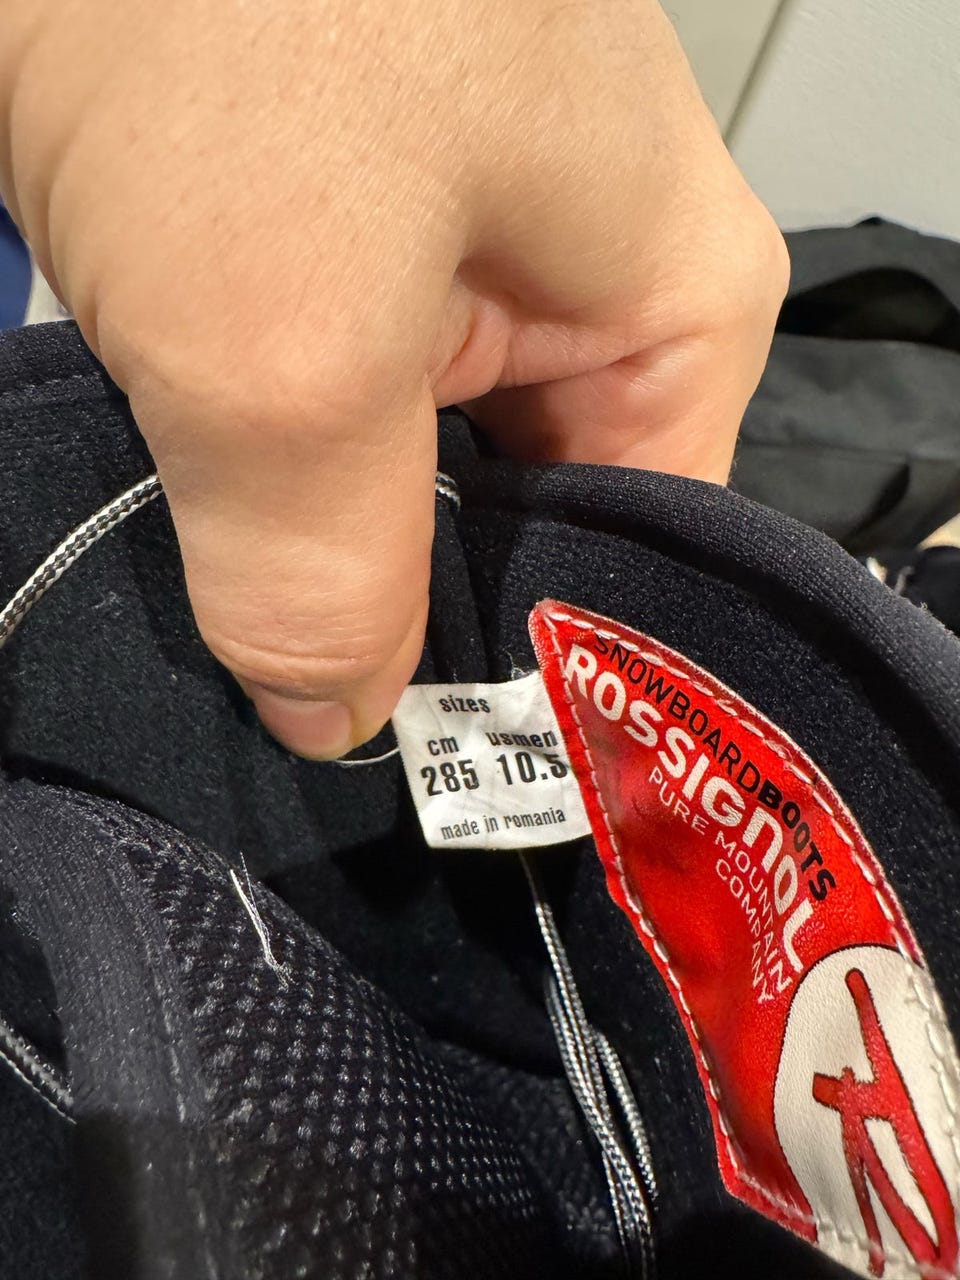 sizes
cm usmen
285 10.5
made in romania
SNOWBOARDBOOTS
ROSSIGNOL
PURE MOUNTAIN
COMPANY